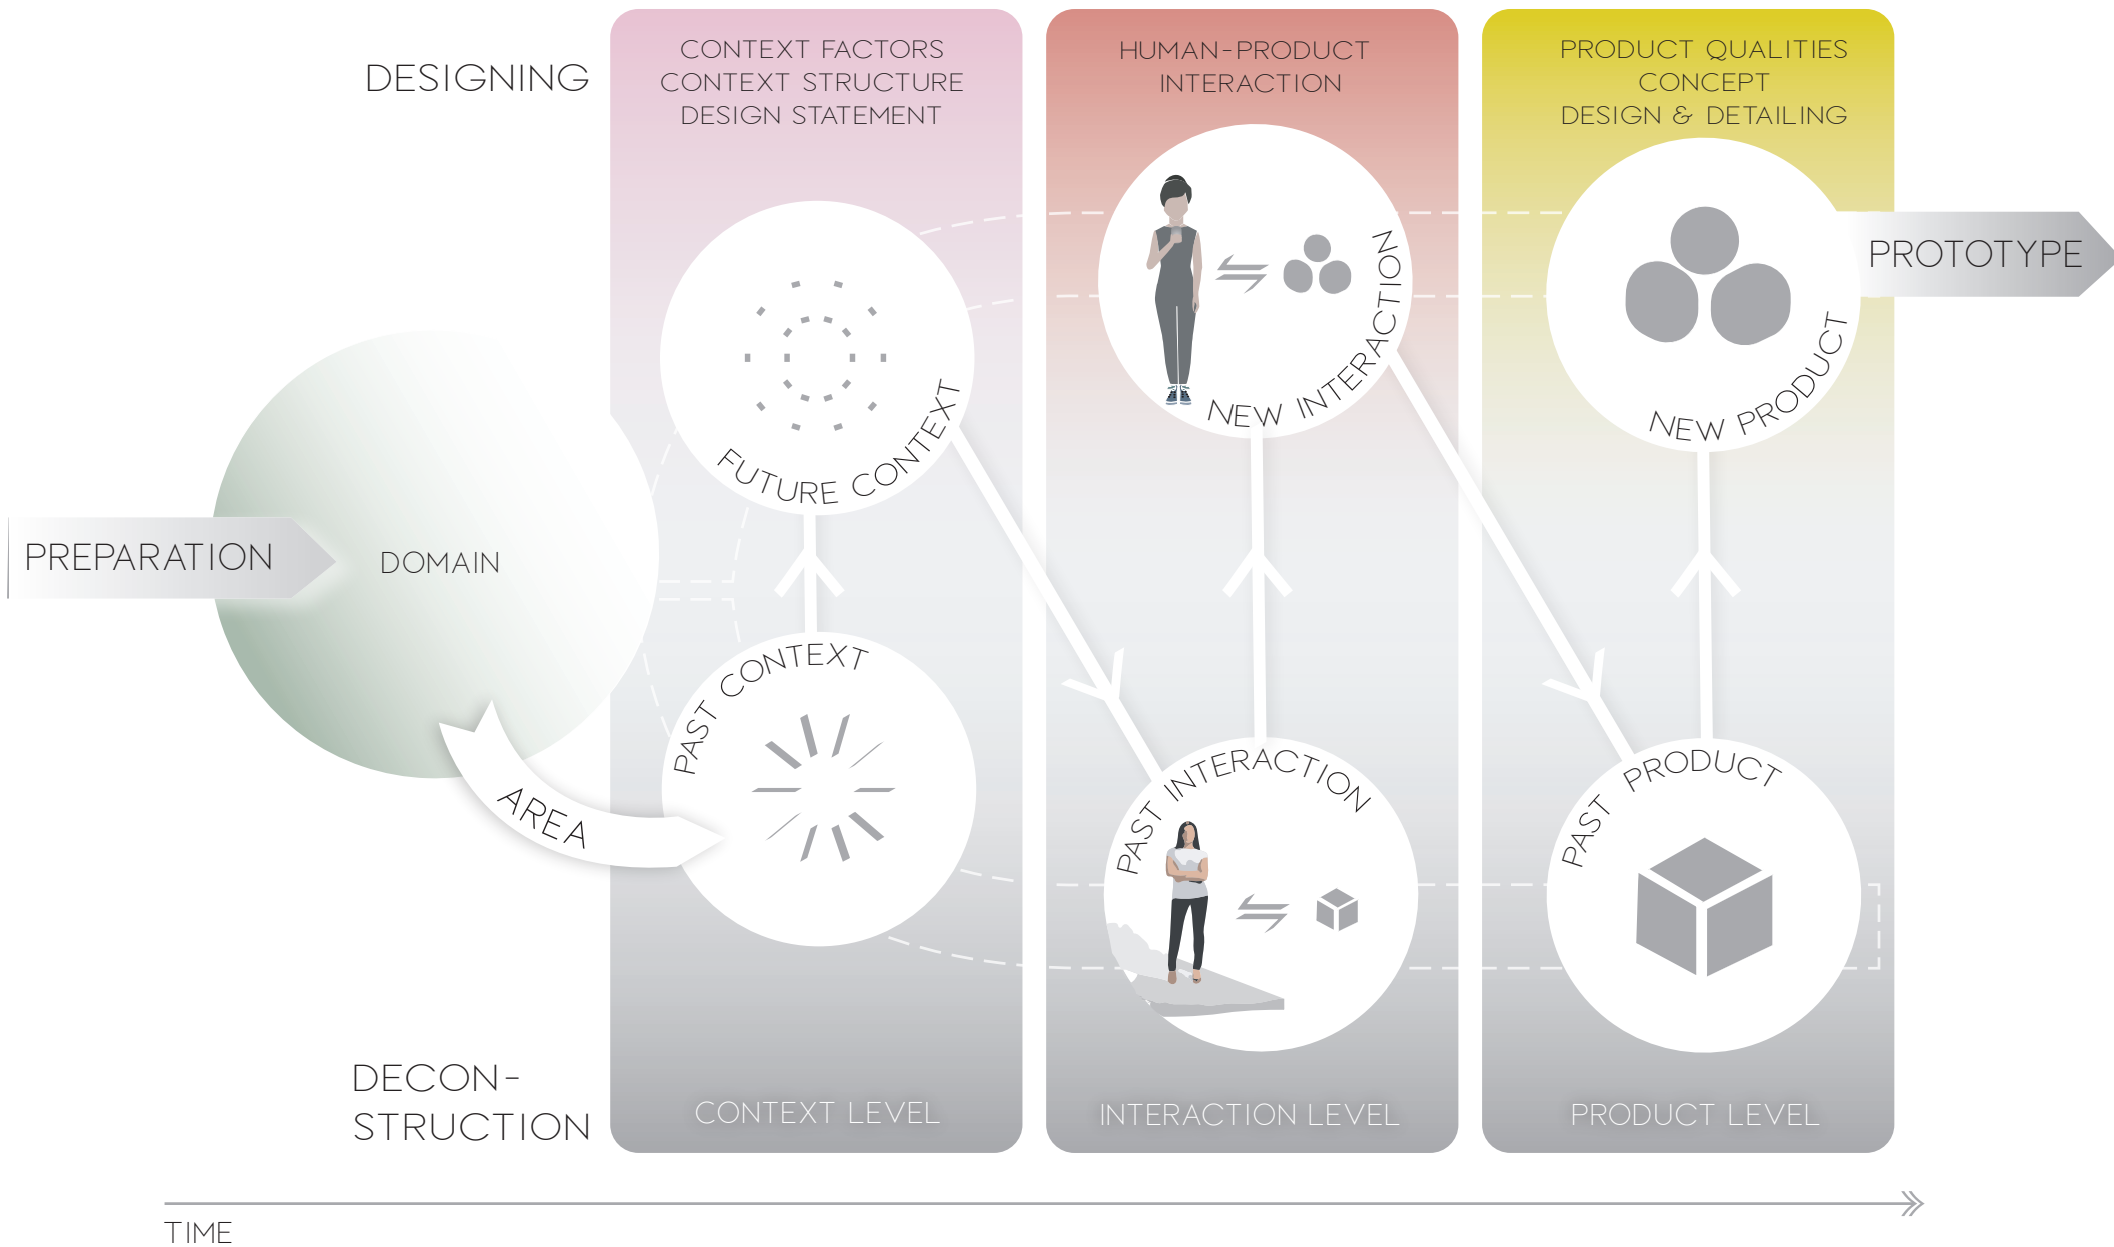 DESIGNING
CONTEXT FACTORS
CONTEXT STRUCTURE
DESIGN STATEMENT
HUMAN-PRODUCT
INTERACTION
PRODUCT QUALITIES
CONCEPT
DESIGN & DETAILING
PROTOTYPE
NEW INTERACTION
NEW PRODUCT
FUTURE CONTEXT
PREPARATION
DOMAIN
PAST CONTEXT
AREA
PAST INTERACTION
PAST PRODUCT
DECON-
STRUCTION
CONTEXT LEVEL
INTERACTION LEVEL
PRODUCT LEVEL
TIME